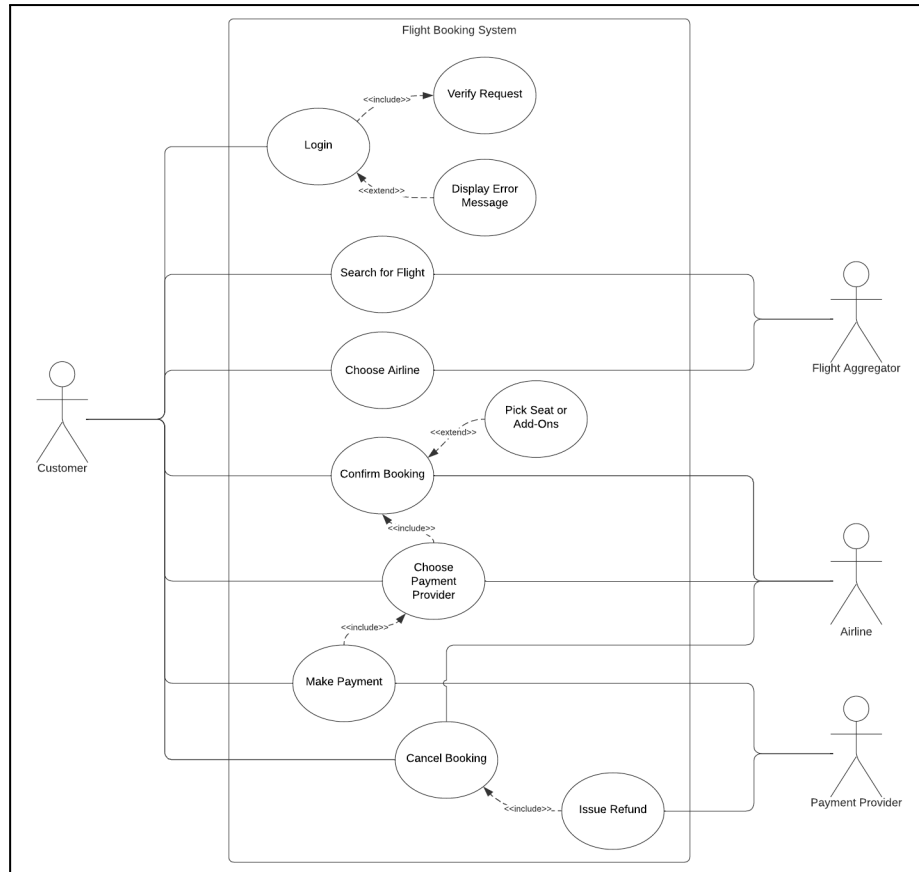 Flight Booking System
Verify Request
<<include>>
Login
Display Error
Message
<<extend>>
Search for Flight
Flight Aggregator
Choose Airline
Pick Seat or
Add-Ons
<<extend>>
Customer
Confirm Booking
<<include>>
Choose
Payment
Provider
Airline
<<include>>
Make Payment
Cancel Booking
Payment Provider
<<include>>
Issue Refund